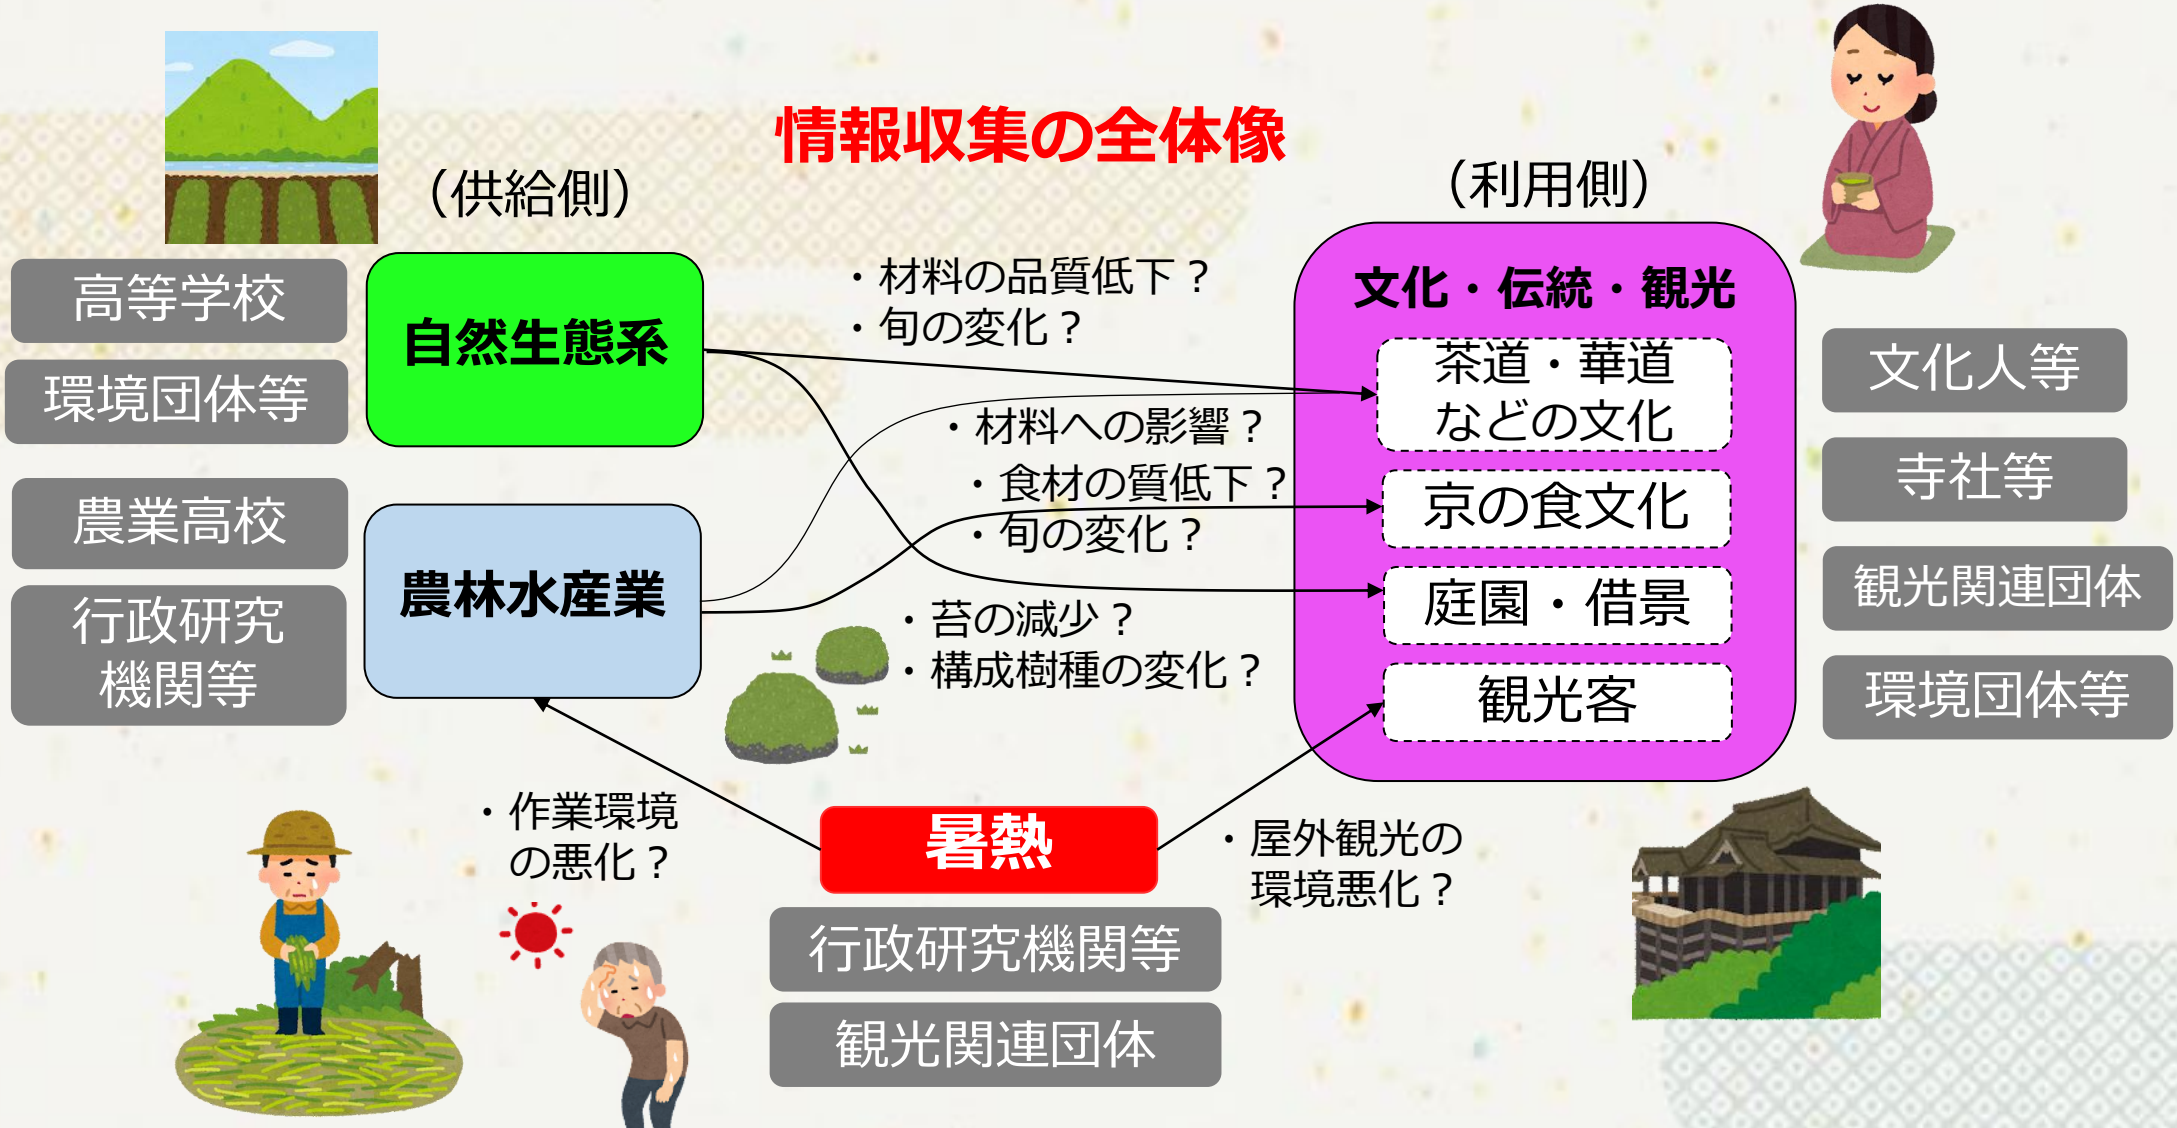 情報収集の全体像
（供給側）
（利用側）
高等学校
環境団体等
農業高校
行政研究
機関等
自然生態系
農林水産業
・材料の品質低下？
・旬の変化？
・材料への影響？
・食材の質低下？
・旬の変化？
・苔の減少？
・構成樹種の変化？
文化・伝統・観光
茶道・華道
などの文化
京の食文化
庭園・借景
観光客
文化人等
寺社等
観光関連団体
環境団体等
・作業環境
の悪化？
暑熱
・屋外観光の
環境悪化？
行政研究機関等
観光関連団体